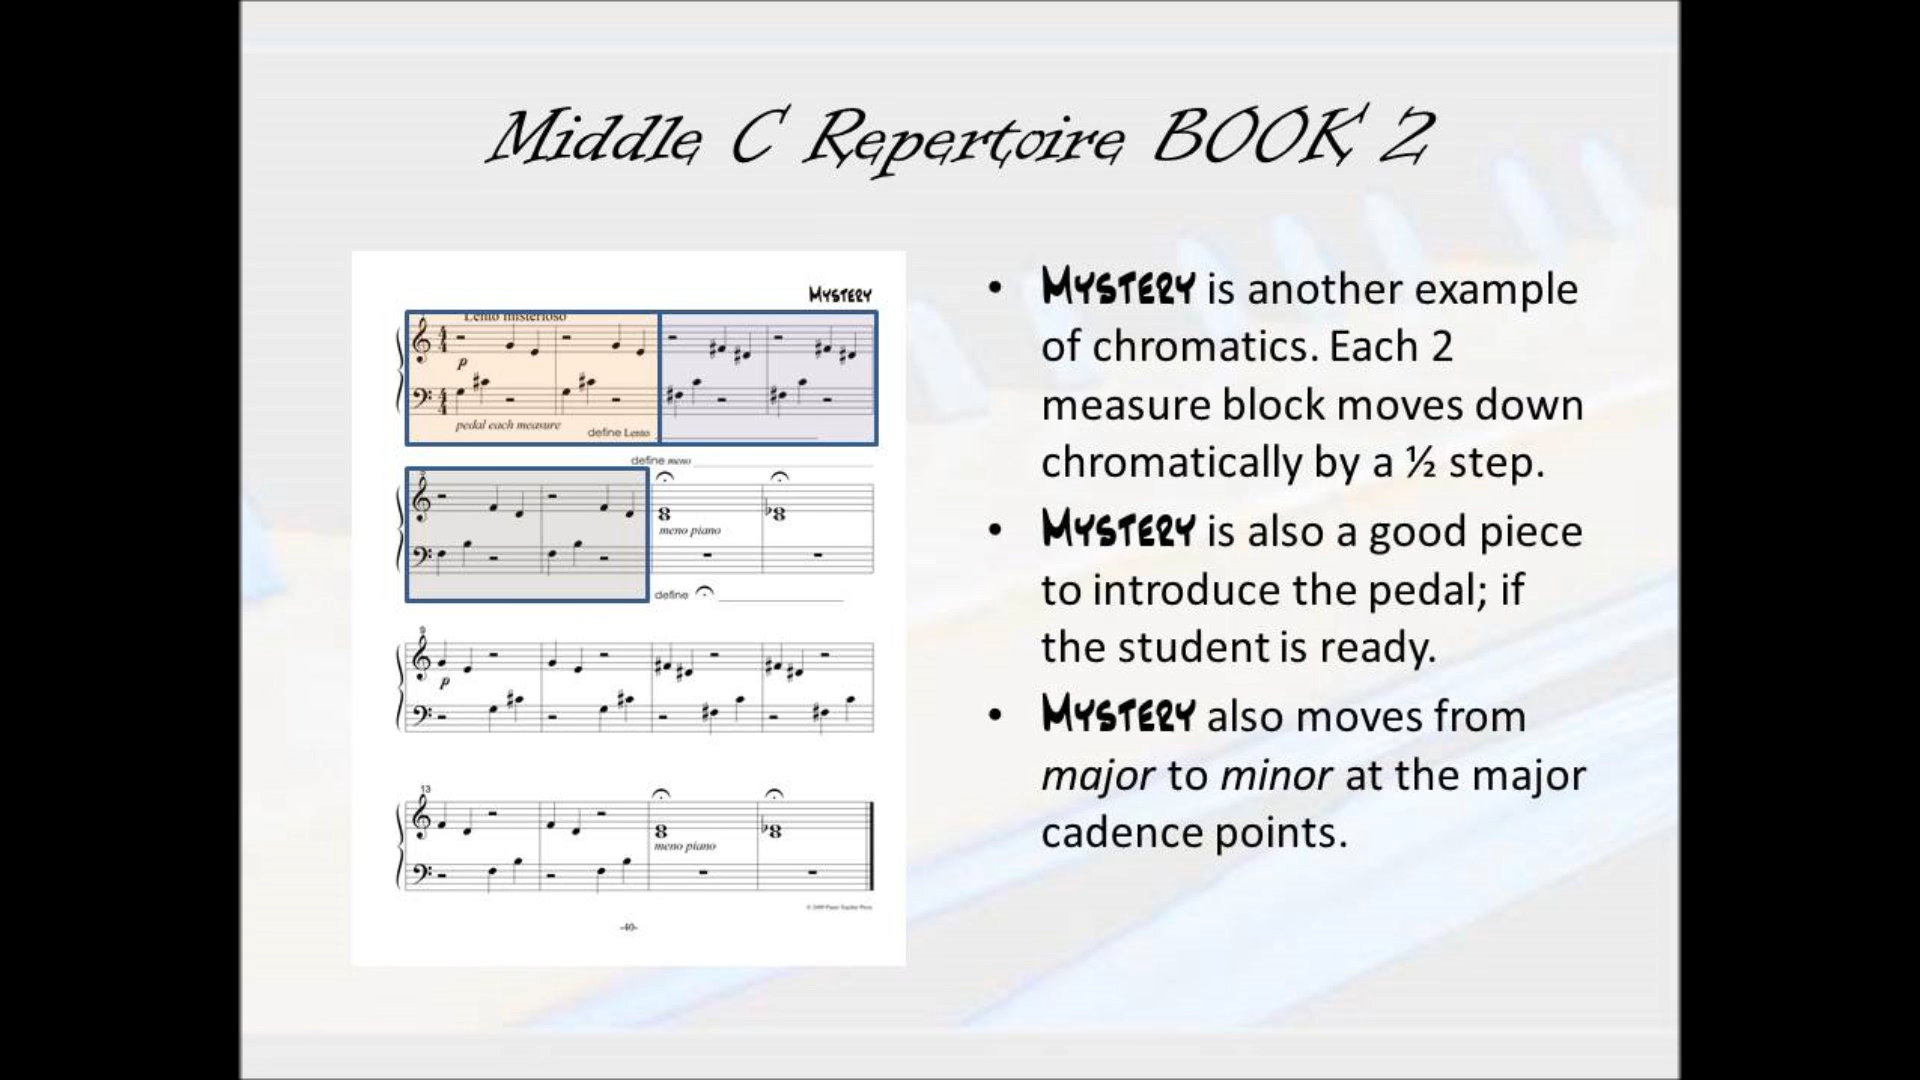 Middle C Repertoire BOOK 2
MYSTERY
Lento misterioso
p
pedal each measure
define Lento
define meno
meno piano
define
9
p
13
meno piano
-40-
• MYSTERY is another example
of chromatics. Each 2
measure block moves down
chromatically by a ½ step.
• MYSTERY is also a good piece
to introduce the pedal; if
the student is ready.
• MYSTERY also moves from
major to minor at the major
cadence points.